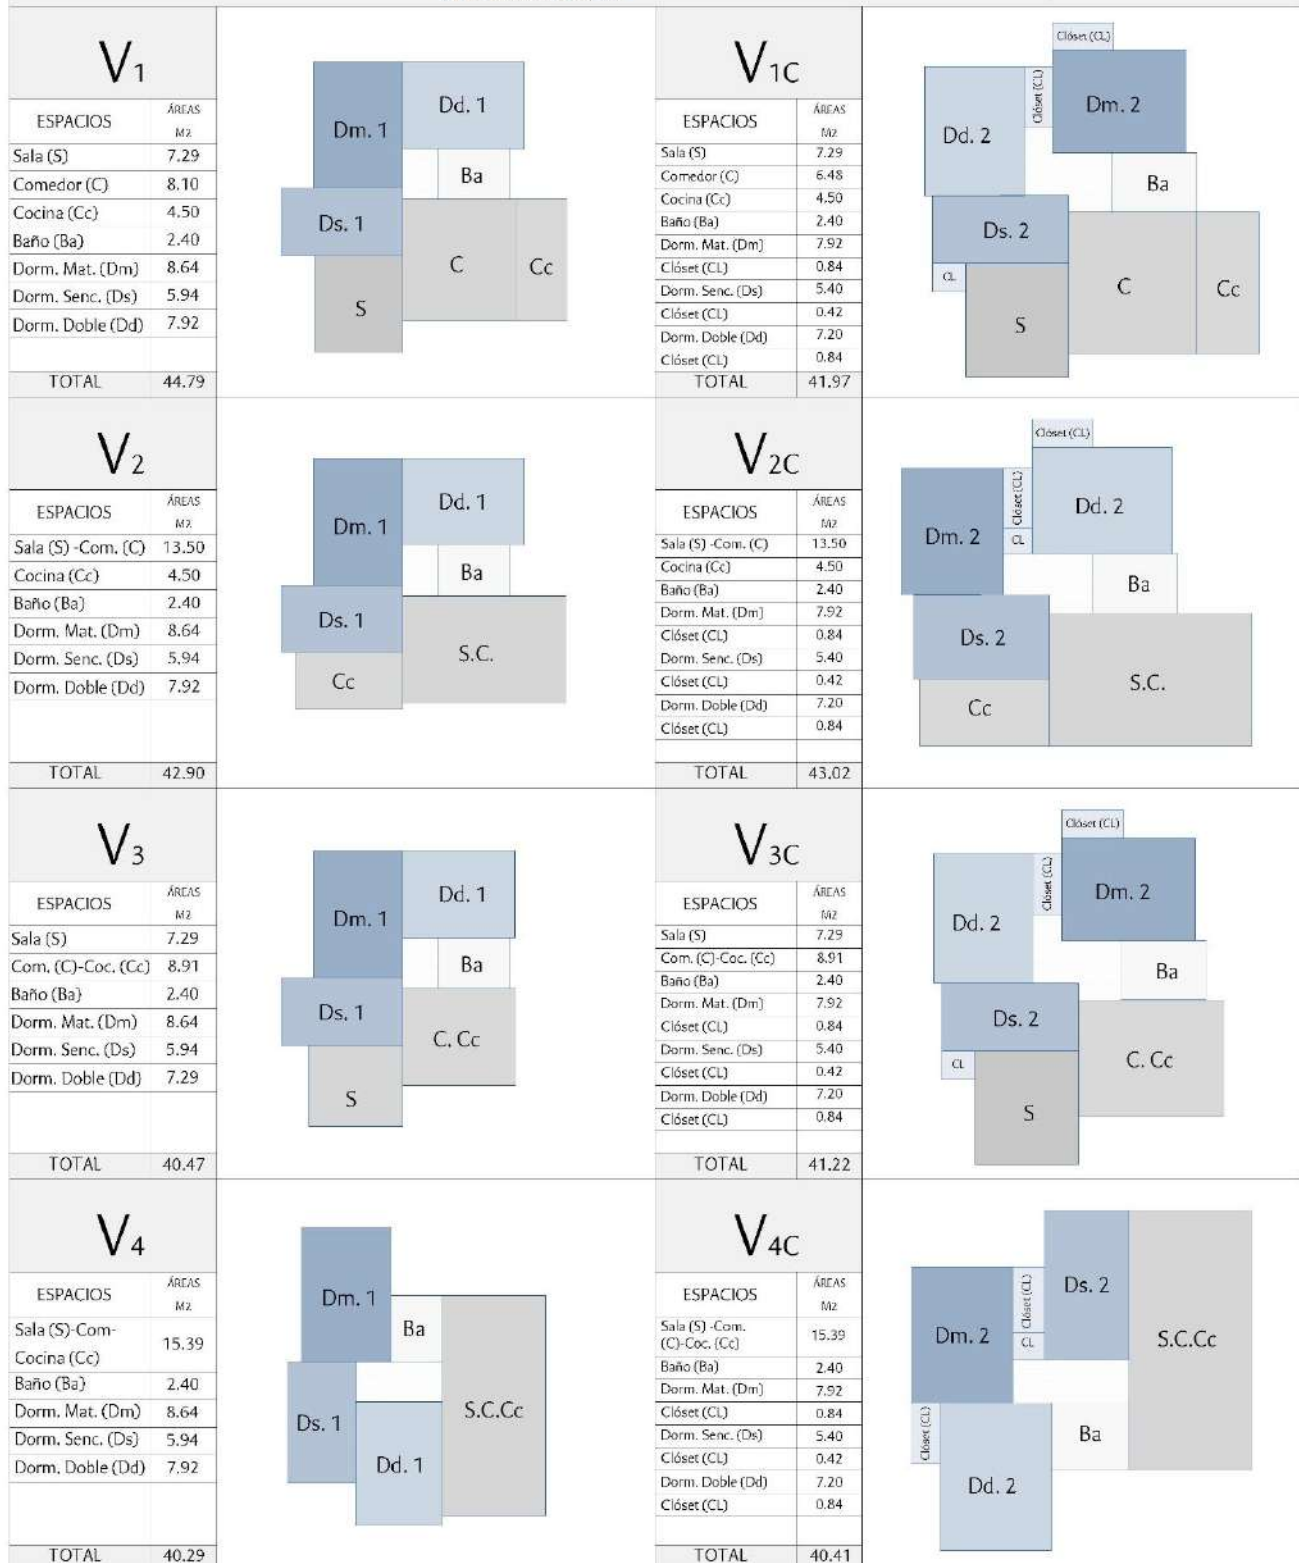 V1
ESPACIOS ÁREAS M2
Sala (S) 7.29
Comedor (C) 8.10
Cocina (Cc) 4.50
Baño (Ba) 2.40
Dorm. Mat. (Dm) 8.64
Dorm. Senc. (Ds) 5.94
Dorm. Doble (Dd) 7.92
TOTAL 44.79
Dm. 1
Dd. 1
Ba
Ds. 1
C
Cc
S
V1C
ESPACIOS ÁREAS M2
Sala (S) 7.29
Comedor (C) 6.48
Cocina (Cc) 4.50
Baño (Ba) 2.40
Dorm. Mat. (Dm) 7.92
Clóset (CL) 0.84
Dorm. Senc. (Ds) 5.40
Clóset (CL) 0.42
Dorm. Doble (Dd) 7.20
Clóset (CL) 0.84
TOTAL 41.97
Clóset (CL)
Clóset (CL)
Dm. 2
Dd. 2
Ba
Ds. 2
CL
C
Cc
S
V2
ESPACIOS ÁREAS M2
Sala (S) -Com. (C) 13.50
Cocina (Cc) 4.50
Baño (Ba) 2.40
Dorm. Mat. (Dm) 8.64
Dorm. Senc. (Ds) 5.94
Dorm. Doble (Dd) 7.92
TOTAL 42.90
Dm. 1
Dd. 1
Ba
Ds. 1
S.C.
Cc
V2C
ESPACIOS ÁREAS M2
Sala (S) -Com. (C) 13.50
Cocina (Cc) 4.50
Baño (Ba) 2.40
Dorm. Mat. (Dm) 7.92
Clóset (CL) 0.84
Dorm. Senc. (Ds) 5.40
Clóset (CL) 0.42
Dorm. Doble (Dd) 7.20
Clóset (CL) 0.84
TOTAL 43.02
Clóset (CL)
Clóset (CL)
Dd. 2
Dm. 2
CL
Ba
Ds. 2
S.C.
Cc
V3
ESPACIOS ÁREAS M2
Sala (S) 7.29
Com. (C)-Coc. (Cc) 8.91
Baño (Ba) 2.40
Dorm. Mat. (Dm) 8.64
Dorm. Senc. (Ds) 5.94
Dorm. Doble (Dd) 7.29
TOTAL 40.47
Dm. 1
Dd. 1
Ba
Ds. 1
C. Cc
S
V3C
ESPACIOS ÁREAS M2
Sala (S) 7.29
Com. (C)-Coc. (Cc) 8.91
Baño (Ba) 2.40
Dorm. Mat. (Dm) 7.92
Clóset (CL) 0.84
Dorm. Senc. (Ds) 5.40
Clóset (CL) 0.42
Dorm. Doble (Dd) 7.20
Clóset (CL) 0.84
TOTAL 41.22
Clóset (CL)
Clóset (CL)
Dm. 2
Dd. 2
Ba
Ds. 2
CL
C. Cc
S
V4
ESPACIOS ÁREAS M2
Sala (S)-Com-
Cocina (Cc) 15.39
Baño (Ba) 2.40
Dorm. Mat. (Dm) 8.64
Dorm. Senc. (Ds) 5.94
Dorm. Doble (Dd) 7.92
TOTAL 40.29
Dm. 1
Ba
Ds. 1
S.C.Cc
Dd. 1
V4C
ESPACIOS ÁREAS M2
Sala (S) -Com.
(C)-Coc. (Cc) 15.39
Baño (Ba) 2.40
Dorm. Mat. (Dm) 7.92
Clóset (CL) 0.84
Dorm. Senc. (Ds) 5.40
Clóset (CL) 0.42
Dorm. Doble (Dd) 7.20
Clóset (CL) 0.84
TOTAL 40.41
Clóset (CL)
Ds. 2
Dm. 2
CL
S.C.Cc
Clóset (CL)
Ba
Dd. 2